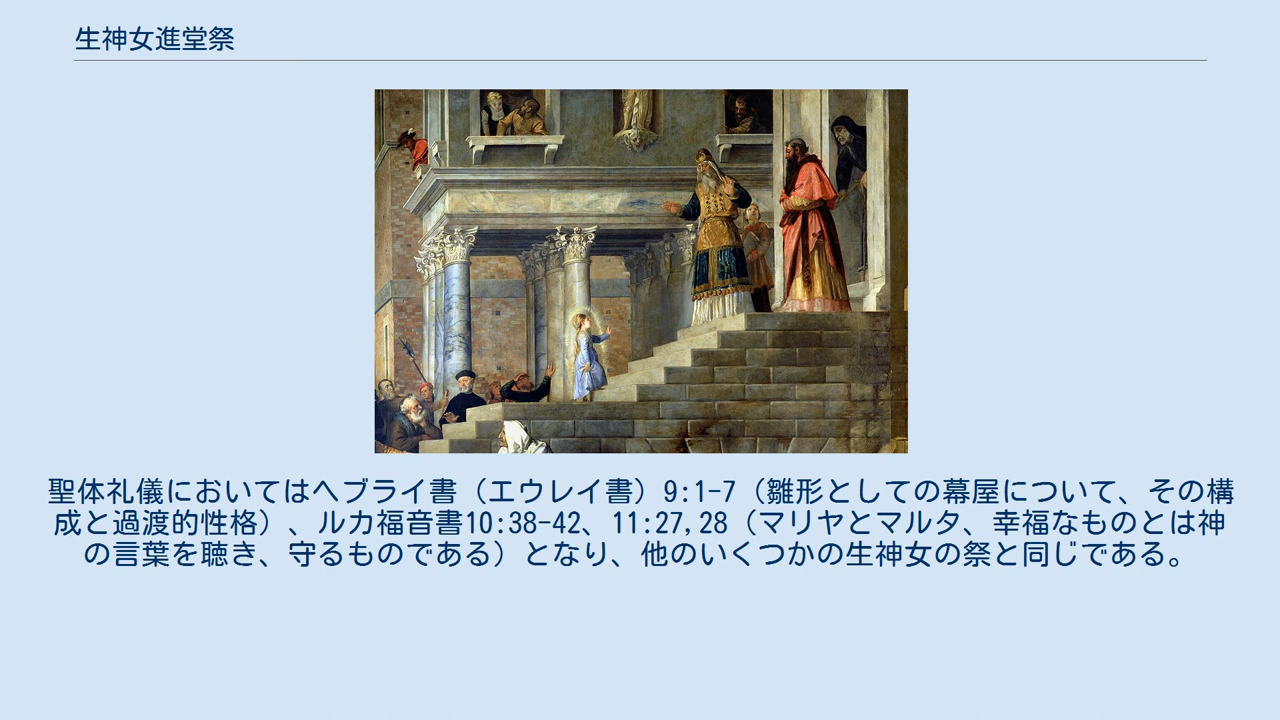 生神女進堂祭
聖体礼儀においてはヘブライ書（エウレイ書）9:1-7（雛形としての幕屋について、その構
成と過渡的性格）、ルカ福音書10:38-42、11:27,28（マリヤとマルタ、幸福なものとは神
の言葉を聴き、守るものである）となり、他のいくつかの生神女の祭と同じである。